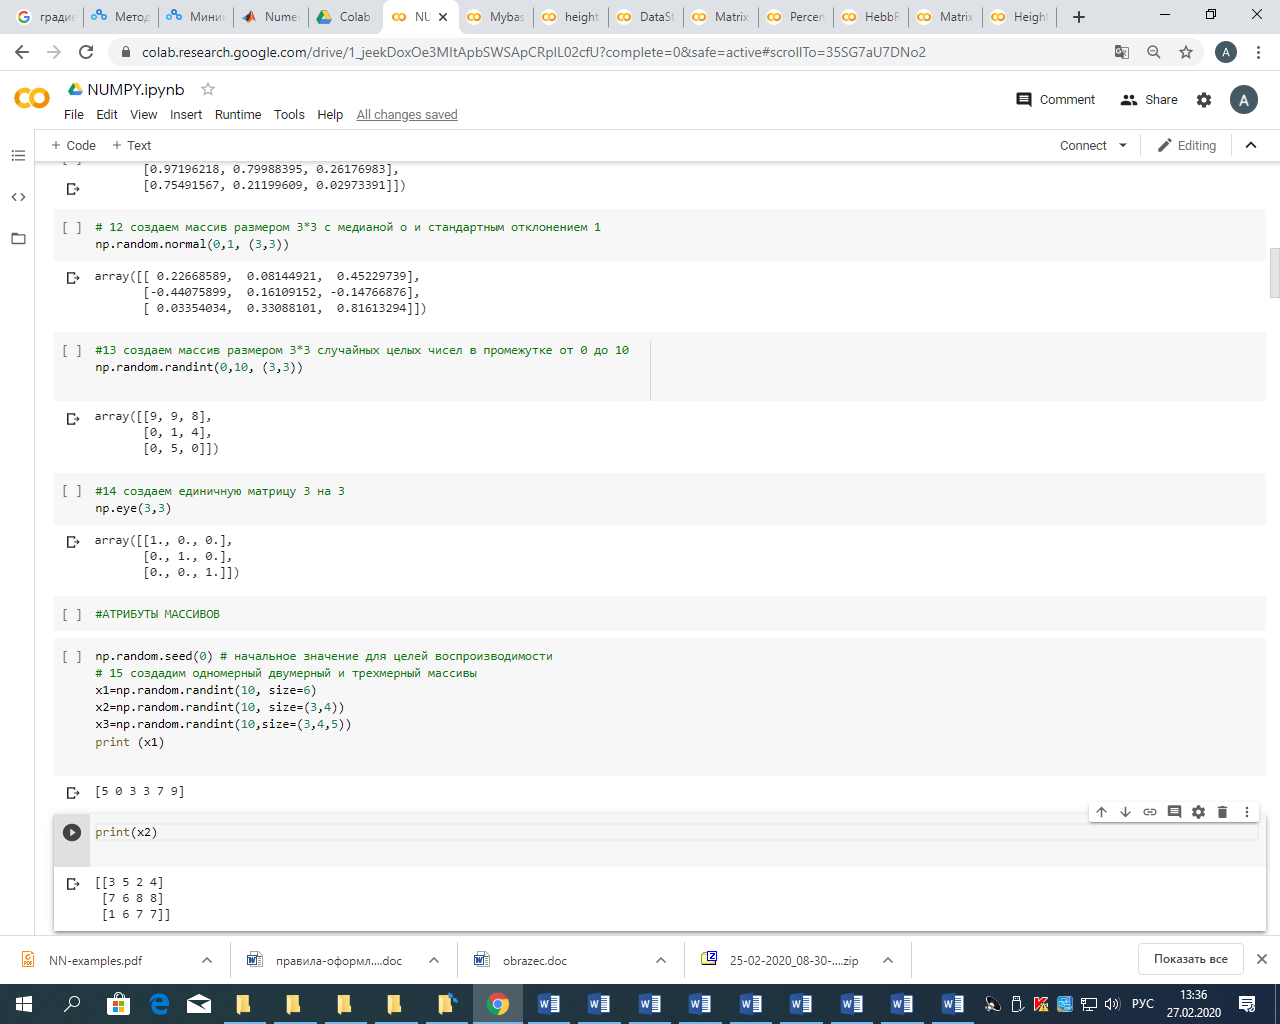 градие
Метод
Мини
Numer
Colab
NU
Mybas
height
DataSt
Matrix
Percen
HebbR
Matrix
Height
colab.research.google.com/drive/1_jeekDoxOe3MItApbSWSApCRpIL02cfU?complete=0&safe=active#scrollTo=35SG7aU7DNo2
A
NUMPY.ipynb
File Edit View Insert Runtime Tools Help All changes saved
Comment Share A
+ Code + Text
Connect Editing
[0.97196218, 0.79988395, 0.26176983],
[0.75491567, 0.21199609, 0.02973391]])
[ ] # 12 создаем массив размером 3*3 с медианой о и стандартным отклонением 1
np.random.normal(0,1, (3,3))
array([[ 0.22668589, 0.08144921, 0.45229739],
[-0.44075899, 0.16109152, -0.14766876],
[ 0.03354034, 0.33088101, 0.81613294]])
[ ] #13 создаем массив размером 3*3 случайных целых чисел в промежутке от 0 до 10
np.random.randint(0,10, (3,3))
array([[9, 9, 8],
[0, 1, 4],
[0, 5, 0]])
[ ] #14 создаем единичную матрицу 3 на 3
np.eye(3,3)
array([[1., 0., 0.],
[0., 1., 0.],
[0., 0., 1.]])
[ ] #АТРИБУТЫ МАССИВОВ
[ ] np.random.seed(0) # начальное значение для целей воспроизводимости
# 15 создадим одномерный двумерный и трехмерный массивы
x1=np.random.randint(10, size=6)
x2=np.random.randint(10, size=(3,4))
x3=np.random.randint(10,size=(3,4,5))
print (x1)
[5 0 3 3 7 9]
print(x2)
[[3 5 2 4]
[7 6 8 8]
[1 6 7 7]]
NN-examples.pdf
правила-оформл....doc
obrazec.doc
25-02-2020_08-30-....zip
Показать все
РУС
13:36
27.02.2020